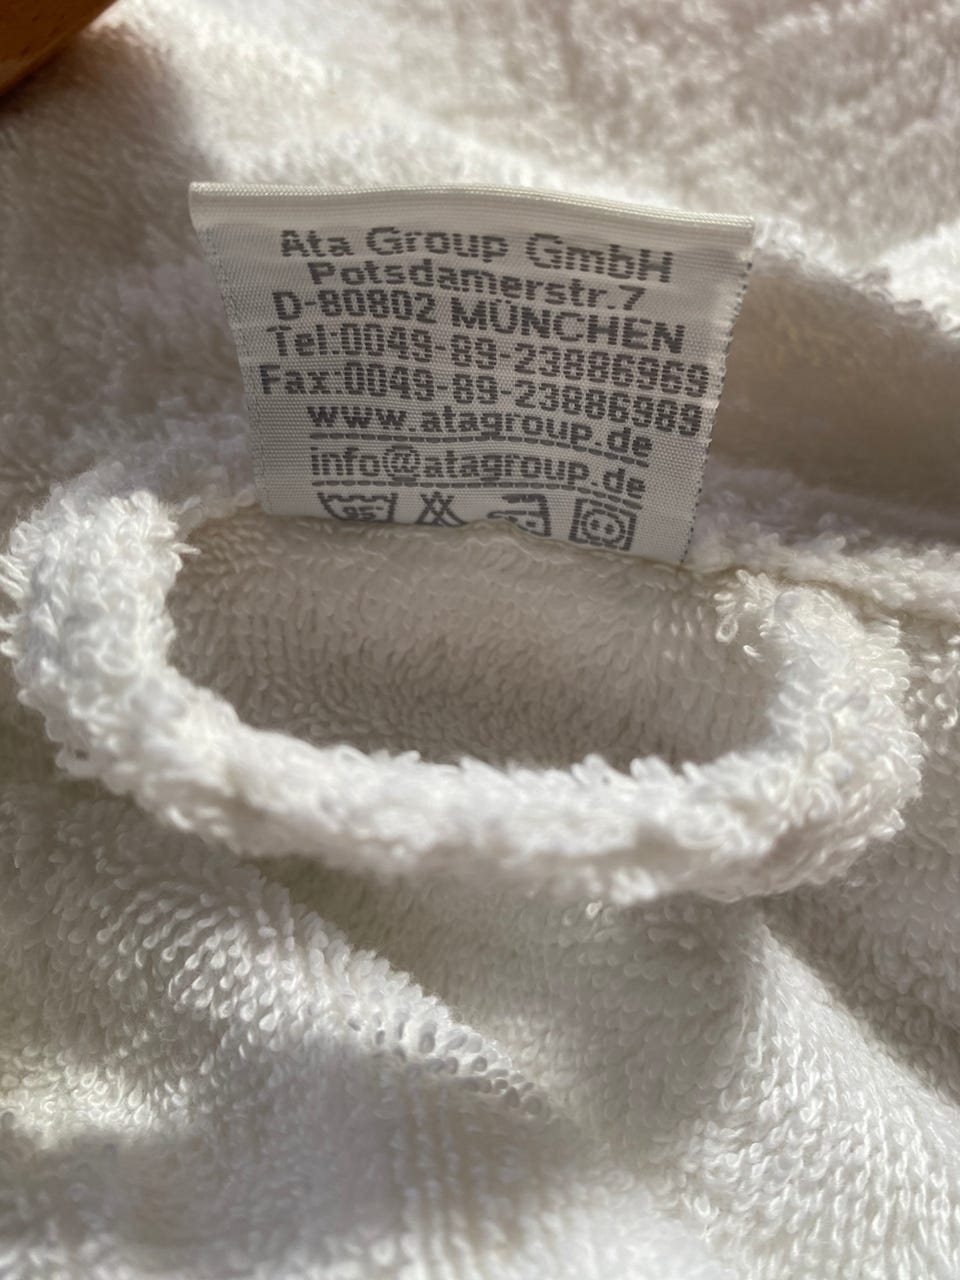 Ata Group GmbH
Potsdamerstr.7
D-80802 MÜNCHEN
Tel:0049-89-23886969
Fax:0049-89-23886989
www.atagroup.de
info@atagroup.de
95°